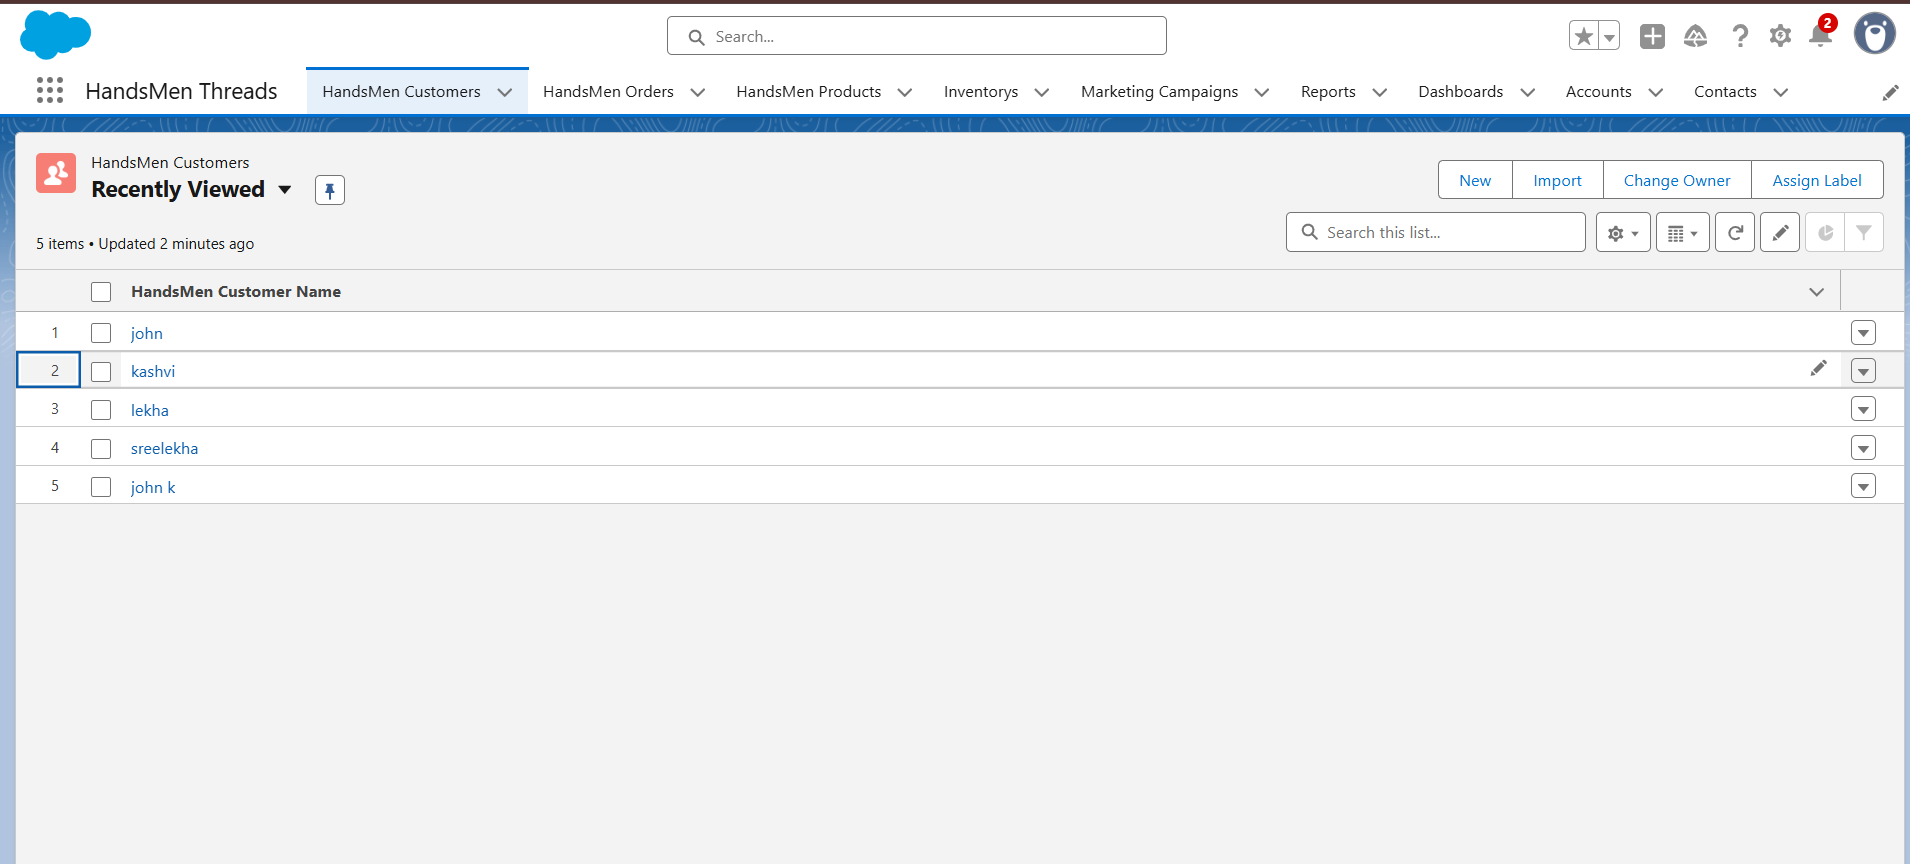 Search...
2
HandsMen Threads
HandsMen Customers
HandsMen Orders
HandsMen Products
Inventorys
Marketing Campaigns
Reports
Dashboards
Accounts
Contacts
HandsMen Customers
Recently Viewed
New
Import
Change Owner
Assign Label
5 items • Updated 2 minutes ago
Search this list...
HandsMen Customer Name
1 john
2 kashvi
3 lekha
4 sreelekha
5 john k